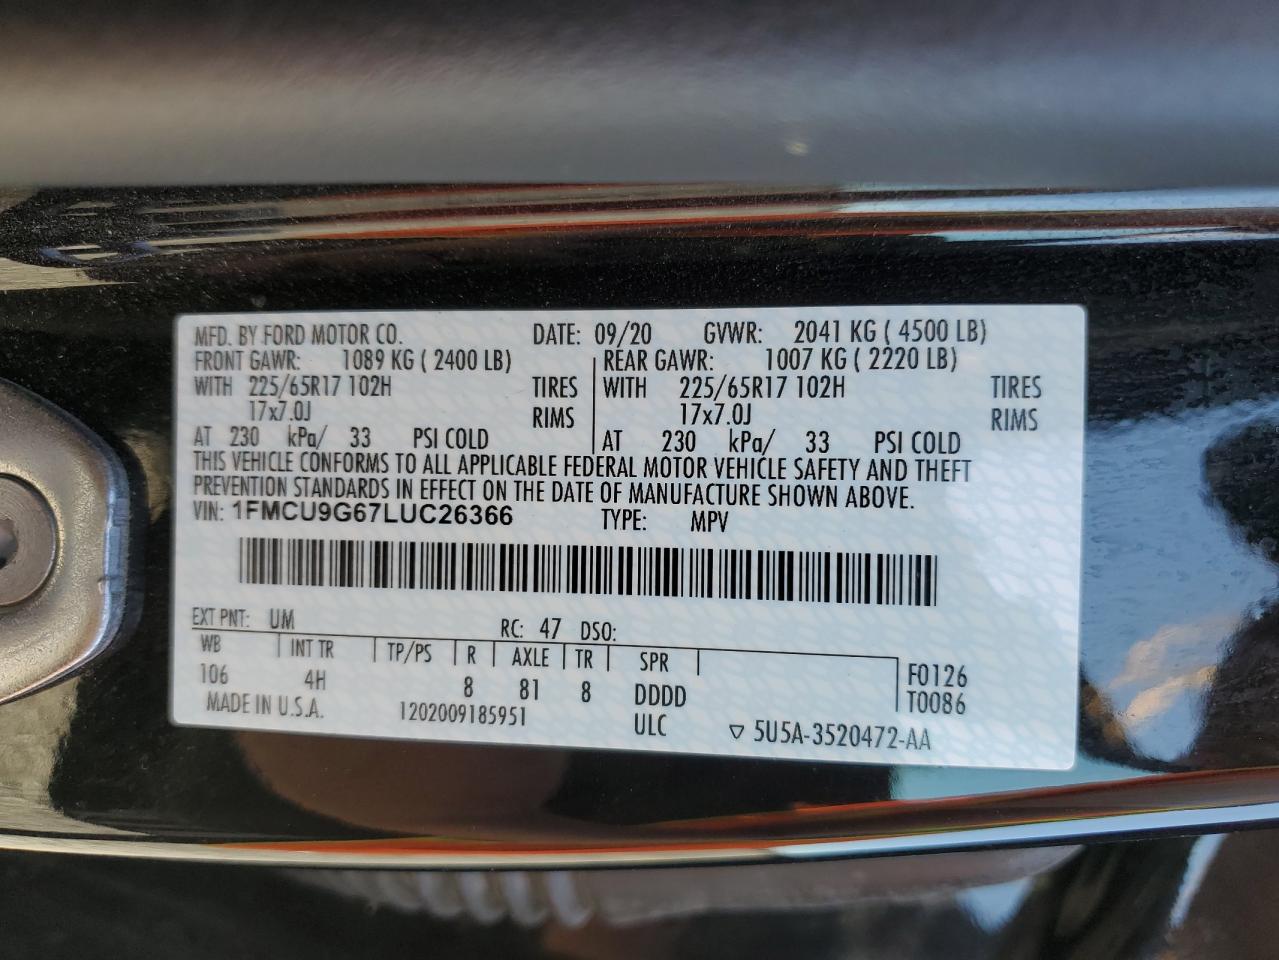 MFD. BY FORD MOTOR CO. DATE: 09/20 GVWR: 2041 KG ( 4500 LB)
FRONT GAWR: 1089 KG ( 2400 LB) REAR GAWR: 1007 KG ( 2220 LB)
WITH 225/65R17 102H TIRES WITH 225/65R17 102H TIRES
17x7.0J RIMS 17x7.0J RIMS
AT 230 kPa/ 33 PSI COLD AT 230 kPa/ 33 PSI COLD
THIS VEHICLE CONFORMS TO ALL APPLICABLE FEDERAL MOTOR VEHICLE SAFETY AND THEFT
PREVENTION STANDARDS IN EFFECT ON THE DATE OF MANUFACTURE SHOWN ABOVE.
VIN: 1FMCU9G67LUC26366 TYPE: MPV
EXT PNT: UM RC: 47 DSO:
WB INT TR TP/PS R AXLE TR SPR
106 4H 8 81 8 DDDD F0126
T0086
MADE IN U.S.A. 1202009185951 ULC ▽ 5U5A-3520472-AA